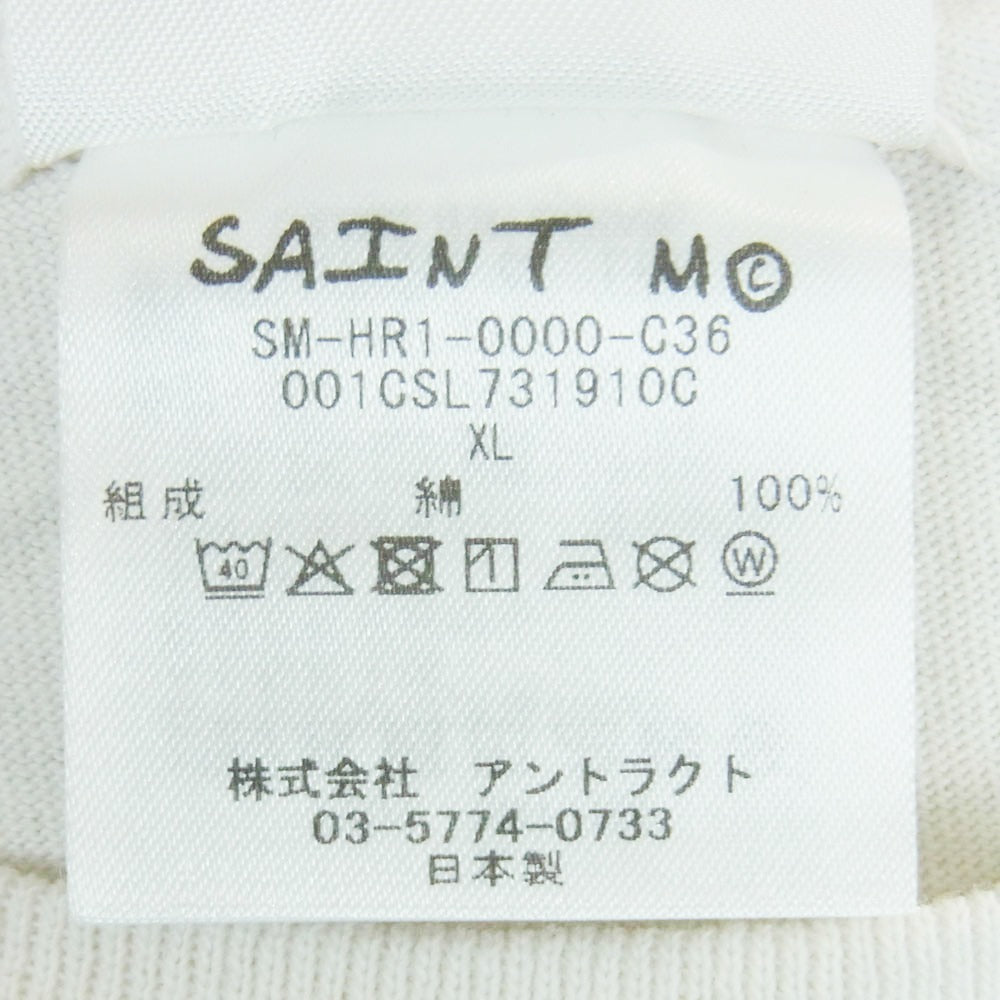 SAINT M©
SM-HR1-0000-C36
001CSL731910C
XL
組成 綿 100%
40 W
株式会社 アントラクト
03-5774-0733
日本製